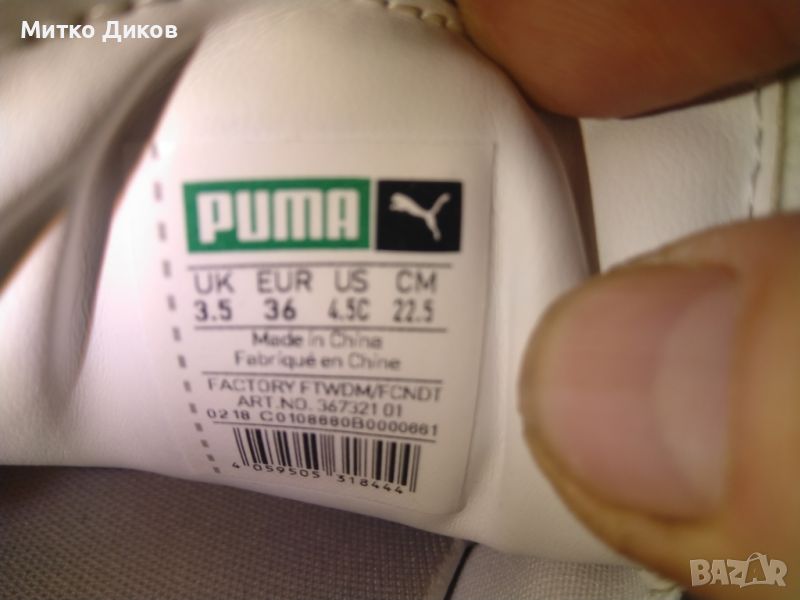 Митко Диков
PUMA
UK EUR US CM
3.5 36 4.5C 22.5
Made in China
Fabriqué en Chine
FACTORY FTWDM/FCNDT
ART.NO. 367321 01
0218 C0108680B0000661
4 059505 318444
BAZAR